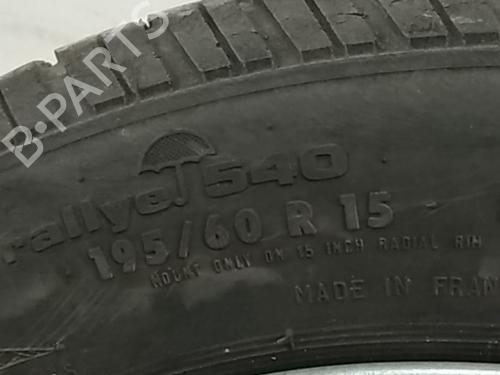 B-PARTS
rallye 540
195/60 R 15
MOUNT ONLY ON 15 INCH RADIAL RIM
MADE IN FRAN